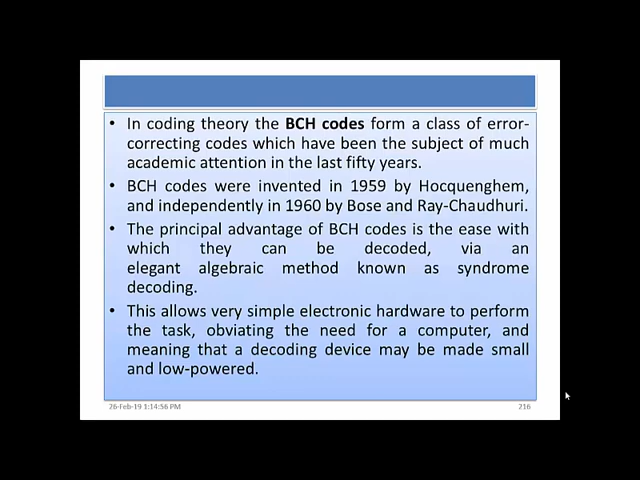 • In coding theory the BCH codes form a class of error-
correcting codes which have been the subject of much
academic attention in the last fifty years.
• BCH codes were invented in 1959 by Hocquenghem,
and independently in 1960 by Bose and Ray-Chaudhuri.
• The principal advantage of BCH codes is the ease with
which they can be decoded, via an
elegant algebraic method known as syndrome
decoding.
• This allows very simple electronic hardware to perform
the task, obviating the need for a computer, and
meaning that a decoding device may be made small
and low-powered.
26-Feb-19 1:14:56 PM
216